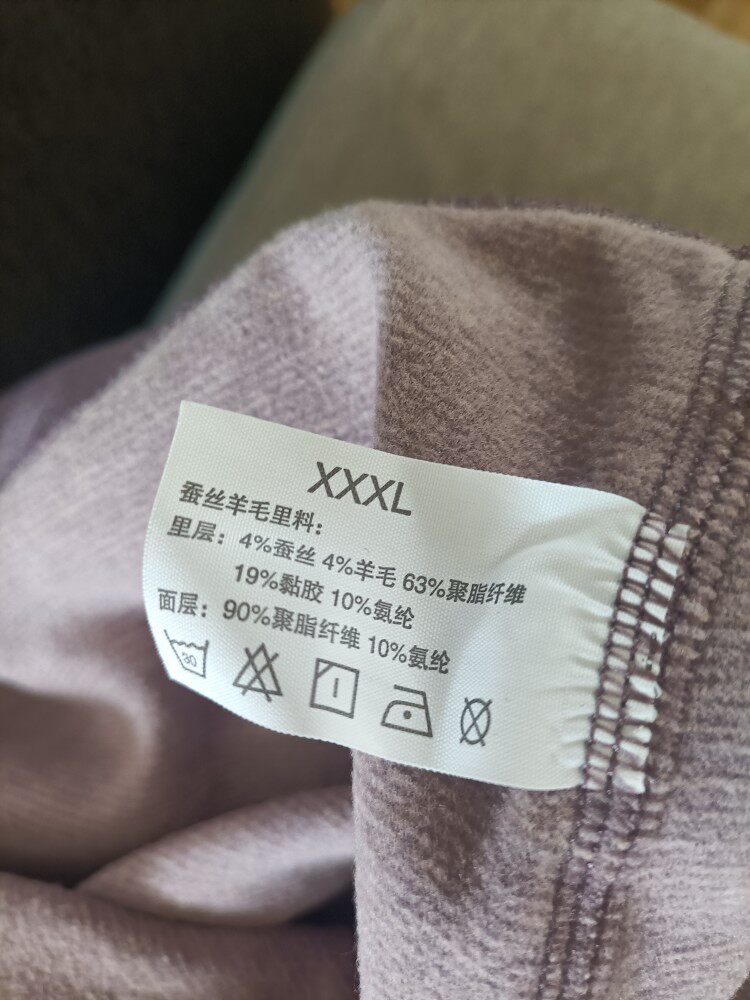 XXXL
蚕丝羊毛里料：
里层：4%蚕丝 4%羊毛 63%聚脂纤维
19%黏胶 10%氨纶
面层：90%聚脂纤维 10%氨纶
30